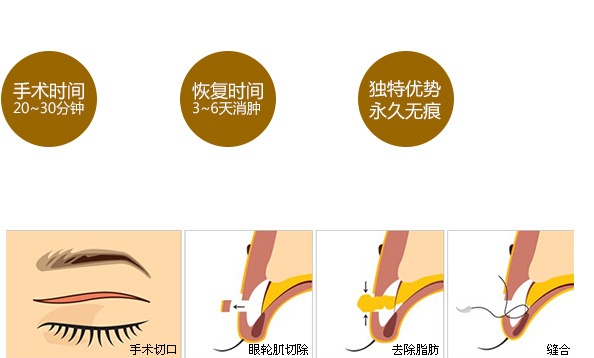 手术时间
20~30分钟
恢复时间
3~6天消肿
独特优势
永久无痕
手术切口
眼轮肌切除
去除脂肪
缝合